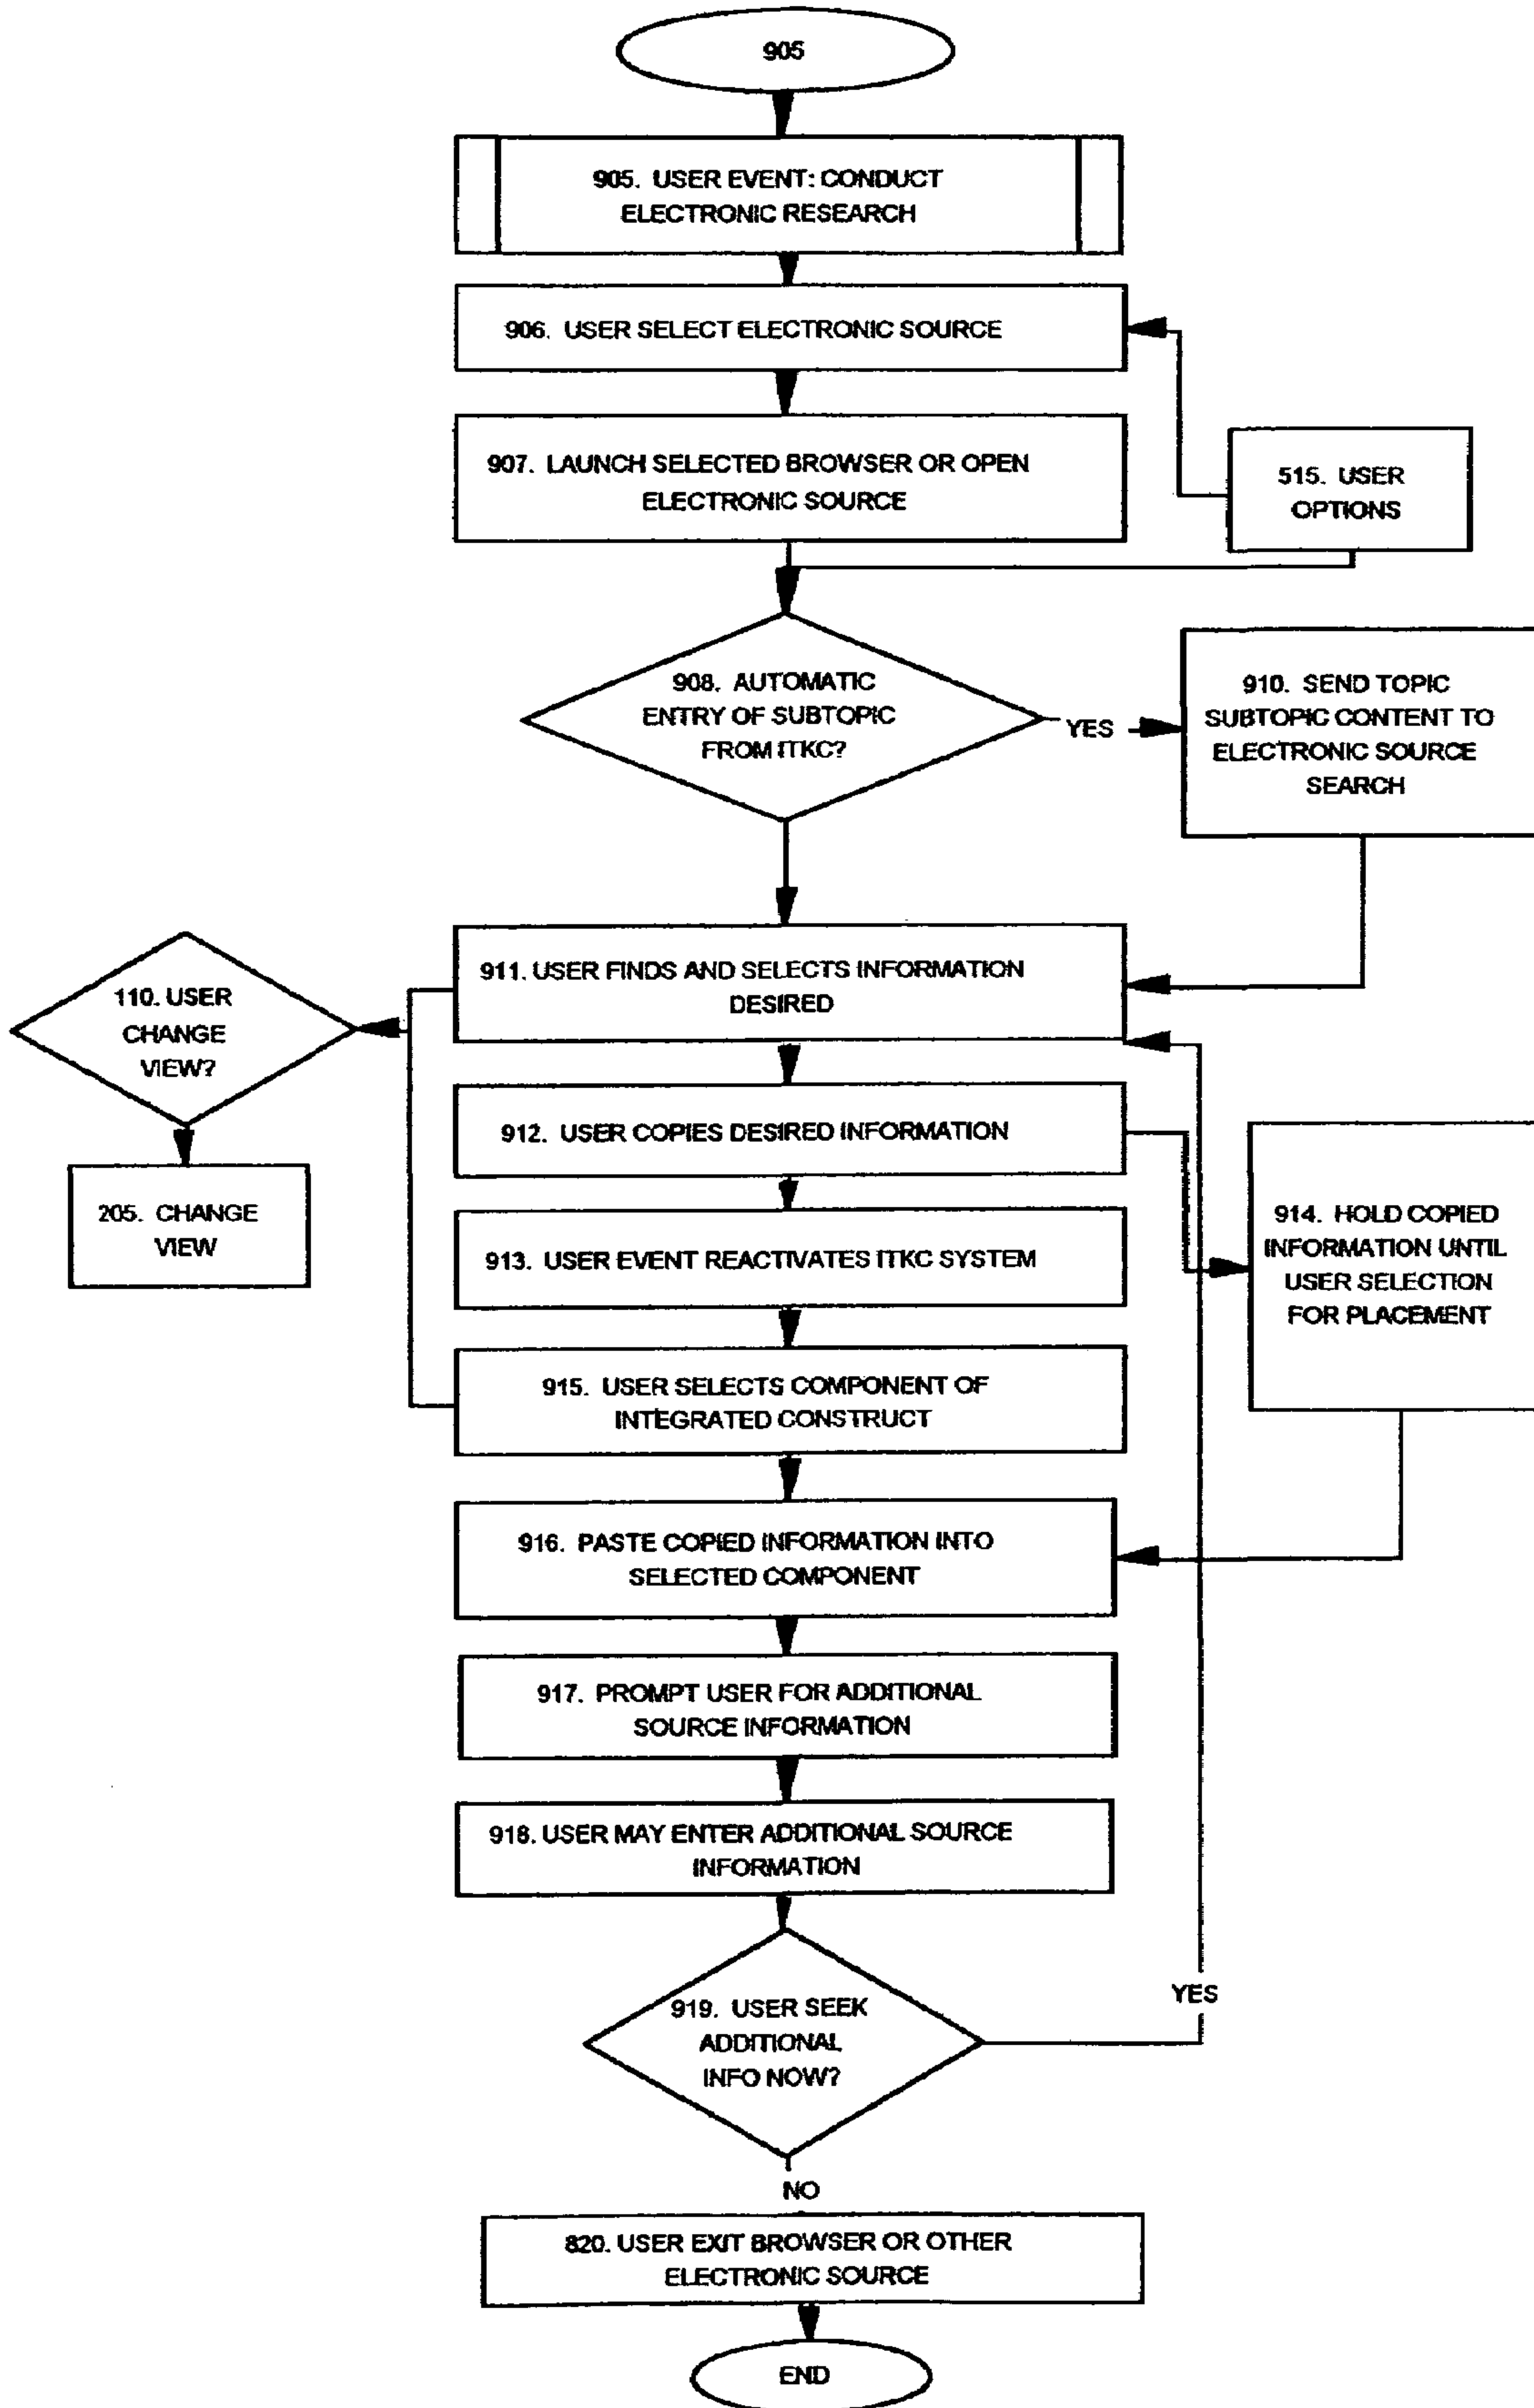 905
905. USER EVENT: CONDUCT
ELECTRONIC RESEARCH
906. USER SELECT ELECTRONIC SOURCE
907. LAUNCH SELECTED BROWSER OR OPEN
ELECTRONIC SOURCE
515. USER
OPTIONS
908. AUTOMATIC
ENTRY OF SUBTOPIC
FROM ITKC?
YES
910. SEND TOPIC
SUBTOPIC CONTENT TO
ELECTRONIC SOURCE
SEARCH
911. USER FINDS AND SELECTS INFORMATION
DESIRED
110. USER
CHANGE
VIEW?
205. CHANGE
VIEW
912. USER COPIES DESIRED INFORMATION
913. USER EVENT REACTIVATES ITKC SYSTEM
914. HOLD COPIED
INFORMATION UNTIL
USER SELECTION
FOR PLACEMENT
915. USER SELECTS COMPONENT OF
INTEGRATED CONSTRUCT
916. PASTE COPIED INFORMATION INTO
SELECTED COMPONENT
917. PROMPT USER FOR ADDITIONAL
SOURCE INFORMATION
918. USER MAY ENTER ADDITIONAL SOURCE
INFORMATION
919. USER SEEK
ADDITIONAL
INFO NOW?
YES
NO
820. USER EXIT BROWSER OR OTHER
ELECTRONIC SOURCE
END